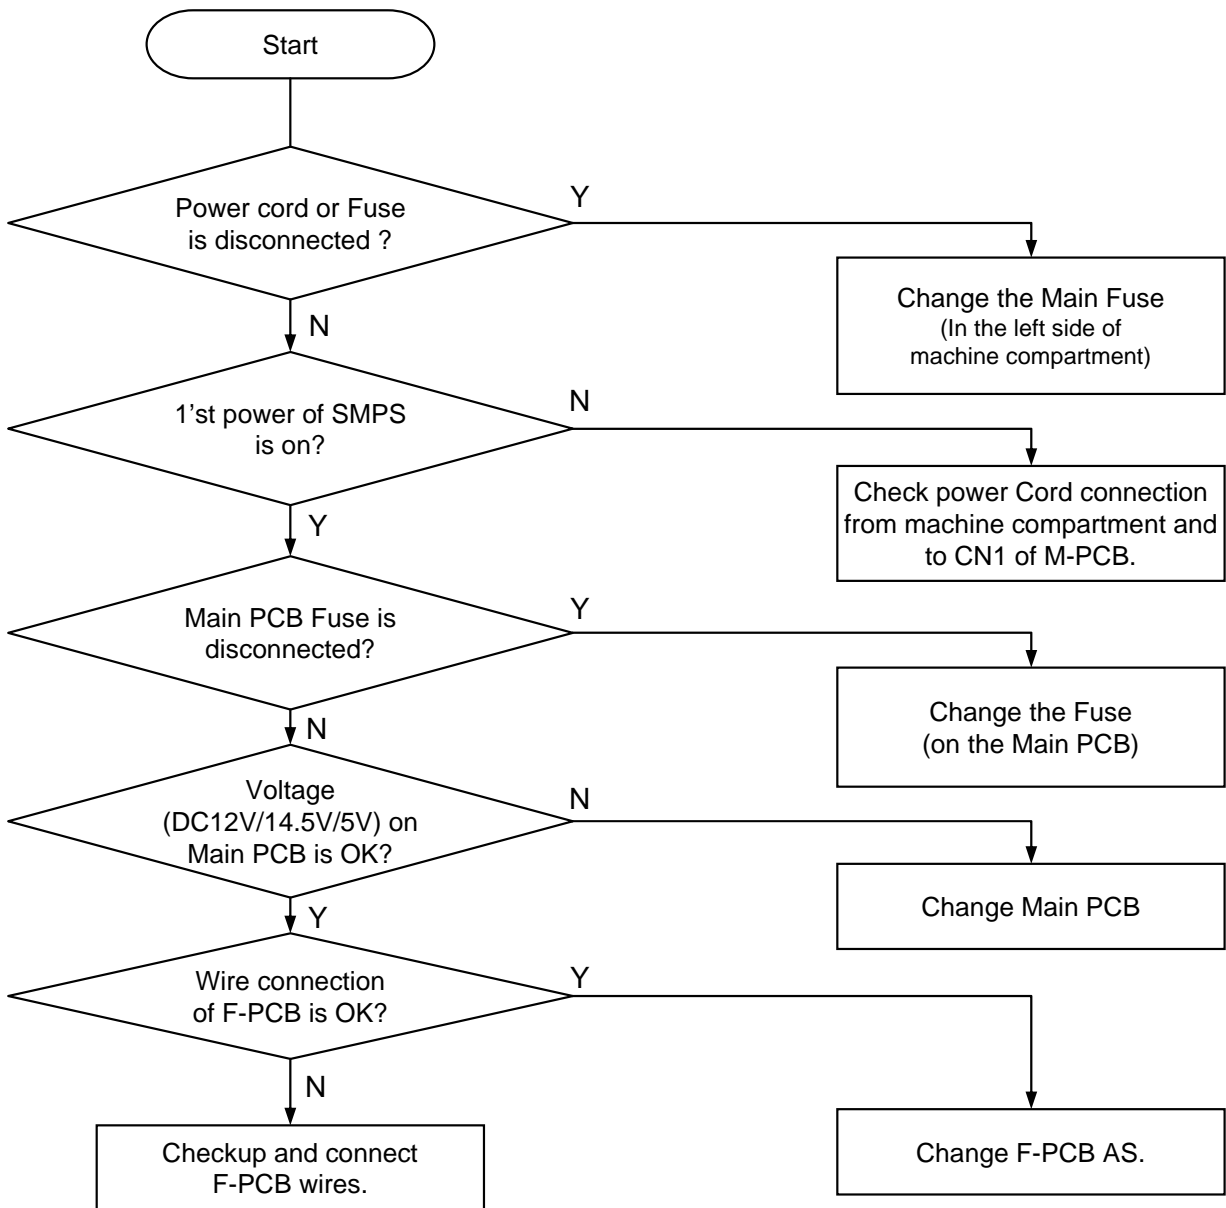 Start
Power cord or Fuse
is disconnected ?
Y
Change the Main Fuse
(In the left side of
machine compartment)
N
1'st power of SMPS
is on?
N
Check power Cord connection
from machine compartment and
to CN1 of M-PCB.
Y
Main PCB Fuse is
disconnected?
Y
Change the Fuse
(on the Main PCB)
N
Voltage
(DC12V/14.5V/5V) on
Main PCB is OK?
N
Change Main PCB
Y
Wire connection
of F-PCB is OK?
Y
Change F-PCB AS.
N
Checkup and connect
F-PCB wires.